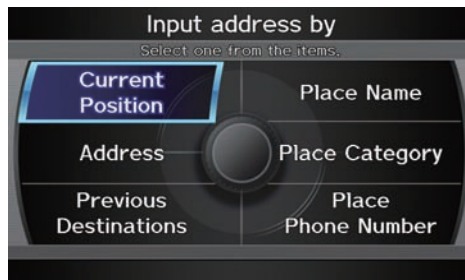 Input address by
Select one from the items.
Current
Position
Place Name
Address
Place Category
Previous
Destinations
Place
Phone Number